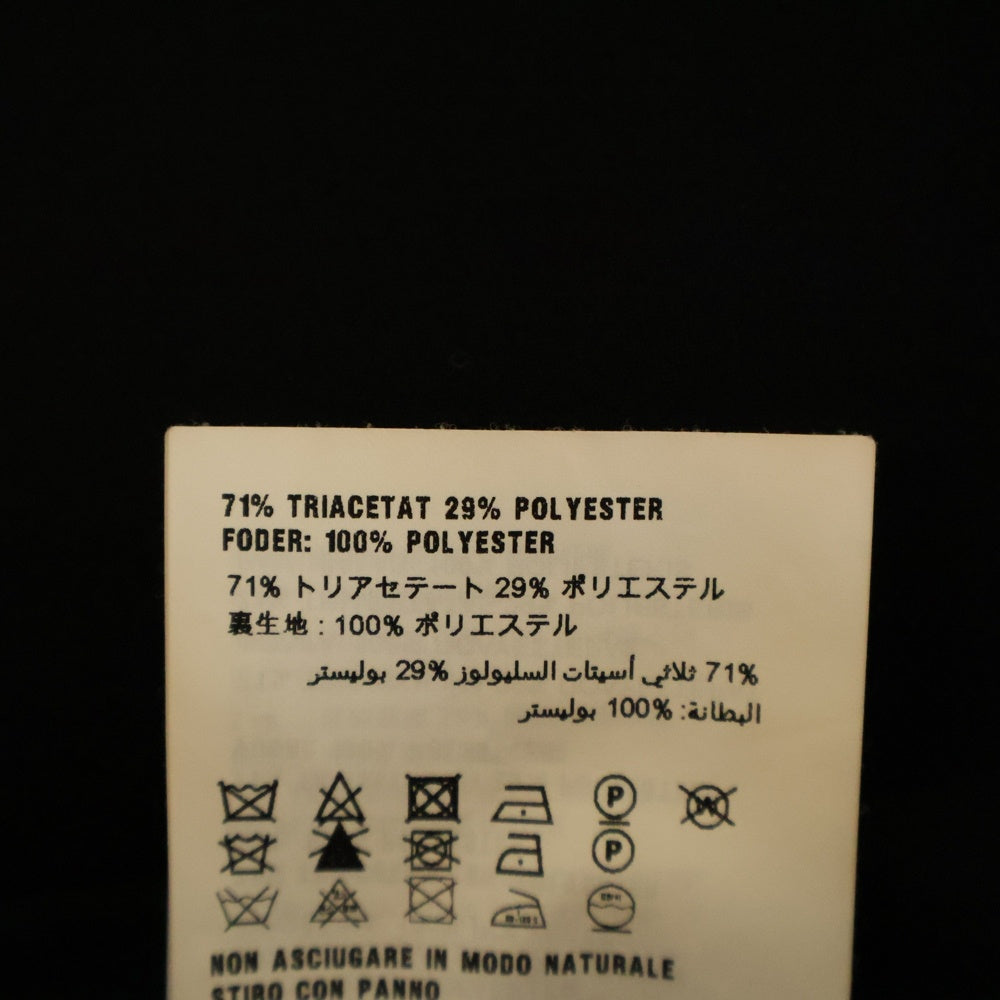 71% TRIACETAT 29% POLYESTER
FODER: 100% POLYESTER
71% トリアセテート 29% ポリエステル
裏生地 : 100% ポリエステル
71% ثلاثي أسيتات السليولوز 29% بوليستر
البطانة: 100% بوليستر
P W
P
NON ASCIUGARE IN MODO NATURALE
STIRO CON PANNO